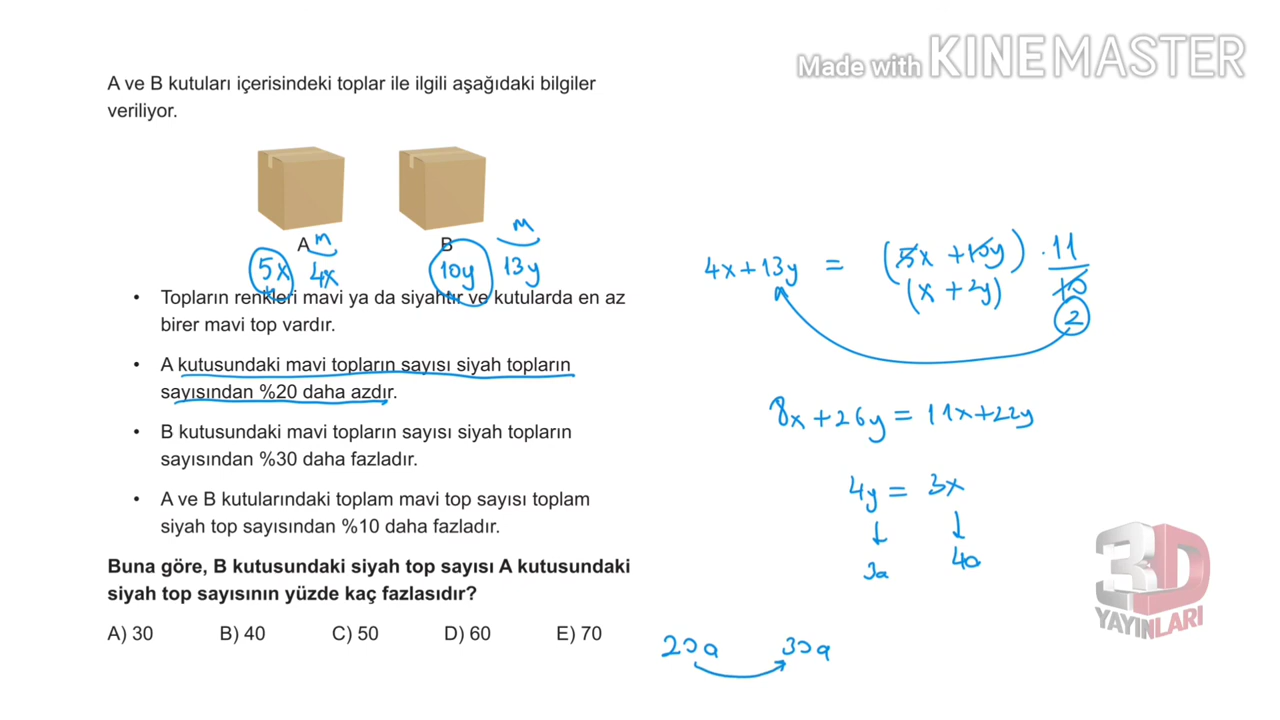 Made with KINEMASTER
A ve B kutuları içerisindeki toplar ile ilgili aşağıdaki bilgiler
veriliyor.
A m
B m
5x 4x
10y 13y
• Topların renkleri mavi ya da siyahtır ve kutularda en az
birer mavi top vardır.
• A kutusundaki mavi topların sayısı siyah topların
sayısından %20 daha azdır.
• B kutusundaki mavi topların sayısı siyah topların
sayısından %30 daha fazladır.
• A ve B kutularındaki toplam mavi top sayısı toplam
siyah top sayısından %10 daha fazladır.
Buna göre, B kutusundaki siyah top sayısı A kutusundaki
siyah top sayısının yüzde kaç fazlasıdır?
A) 30 B) 40 C) 50 D) 60 E) 70
4x+13y = (5x+10y) · 11/10
(x + 2y) 2
8x+26y = 11x+22y
4y = 3x
3a 4a
20a 30a
3D
YAYINLARI